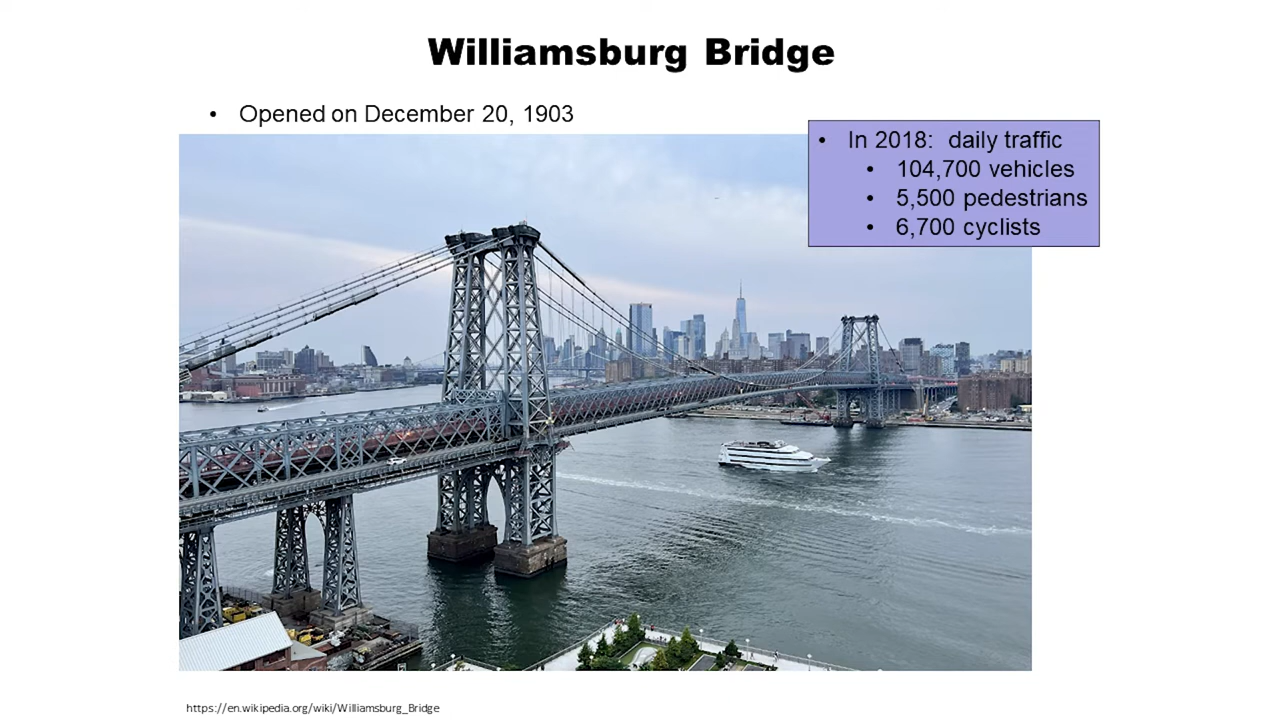 Williamsburg Bridge
• Opened on December 20, 1903
• In 2018: daily traffic
• 104,700 vehicles
• 5,500 pedestrians
• 6,700 cyclists
https://en.wikipedia.org/wiki/Williamsburg_Bridge